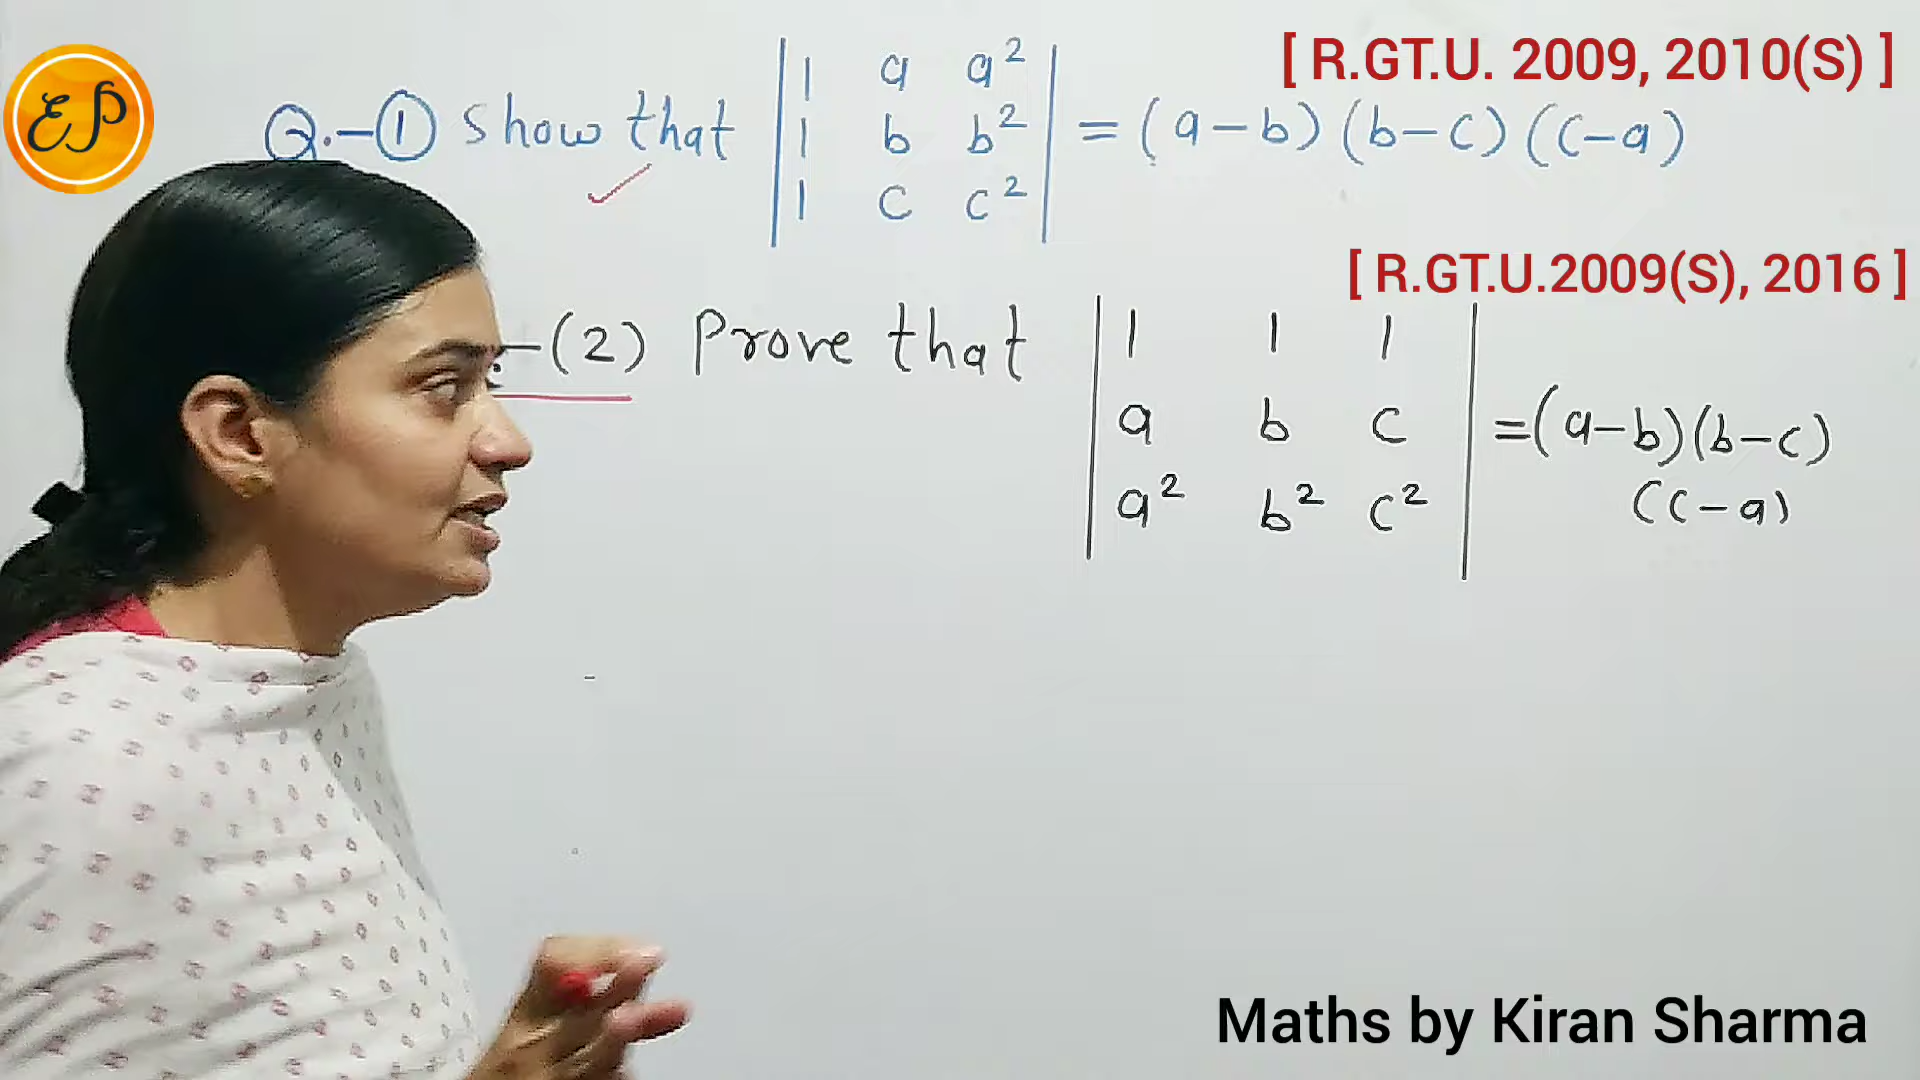 EP
[ R.GT.U. 2009, 2010(S) ]
Q.-① Show that | 1 a a² | = (a-b)(b-c)(c-a)
| 1 b b² |
| 1 c c² |
[ R.GT.U.2009(S), 2016 ]
-(2) Prove that | 1 1 1 |
| a b c | =(a-b)(b-c)
| a² b² c² | (c-a)
Maths by Kiran Sharma